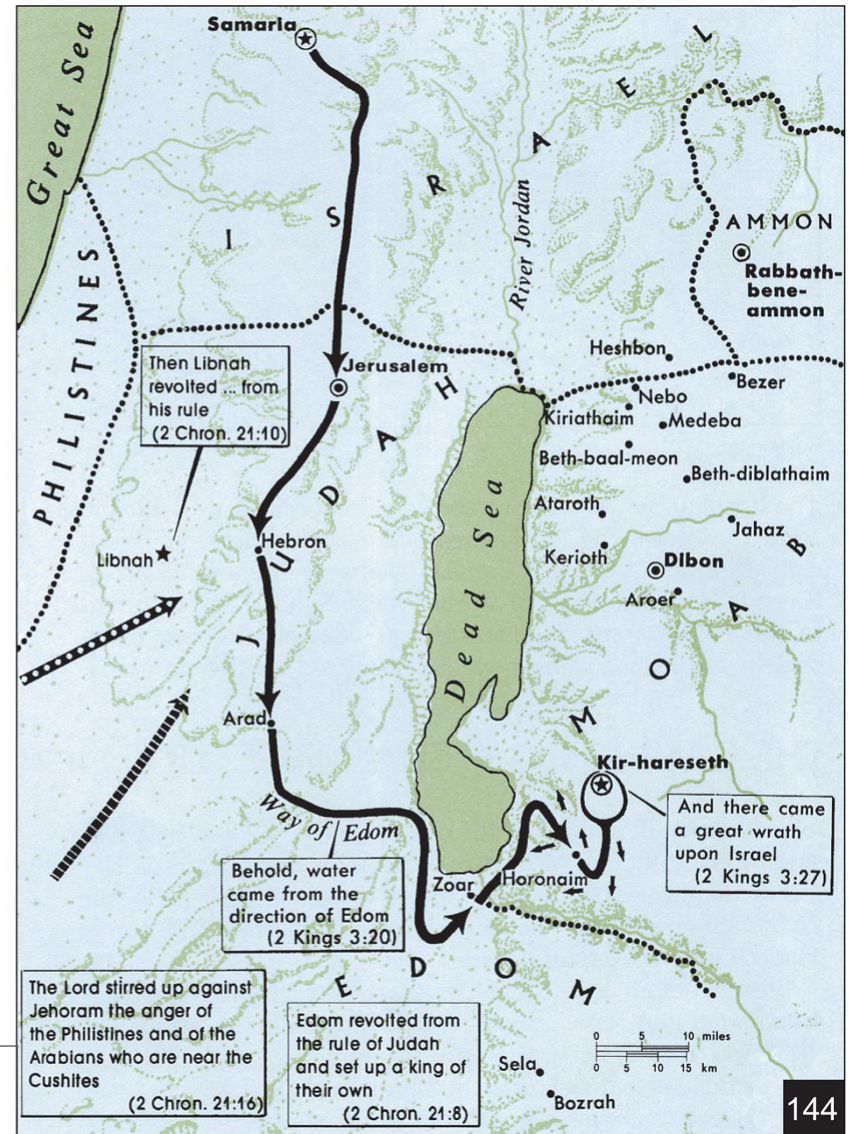 Samaria
Great Sea
ISRAEL
River Jordan
AMMON
Rabbath-
bene-
ammon
PHILISTINES
Heshbon
Then Libnah
revolted ... from
his rule
(2 Chron. 21:10)
Jerusalem
Bezer
Nebo
Kiriathaim
Medeba
JUDAH
Beth-baal-meon
Beth-diblathaim
Dead Sea
Ataroth
Jahaz
Hebron
Libnah
Kerioth
Dibon
Aroer
MOAB
Arad
Kir-hareseth
Way of Edom
And there came
a great wrath
upon Israel
(2 Kings 3:27)
Behold, water
came from the
direction of Edom
(2 Kings 3:20)
Zoar
Horonaim
EDOM
The Lord stirred up against
Jehoram the anger of
the Philistines and of the
Arabians who are near the
Cushites
(2 Chron. 21:16)
Edom revolted from
the rule of Judah
and set up a king of
their own
(2 Chron. 21:8)
0 5 10 miles
0 5 10 15 km
Sela
Bozrah
144